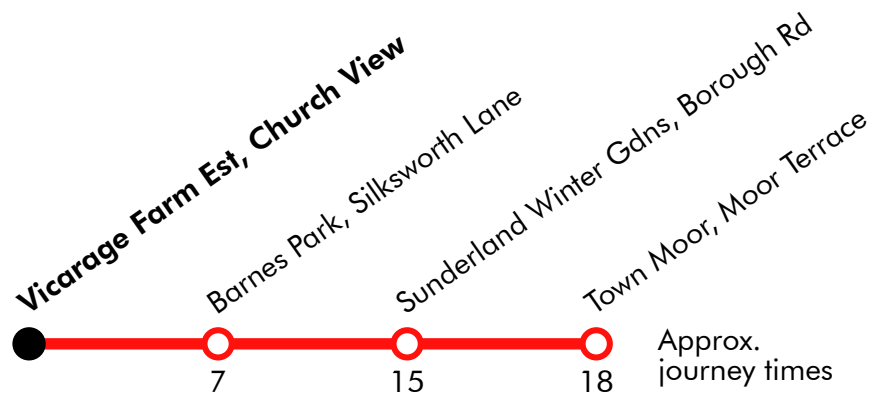 Vicarage Farm Est, Church View
Barnes Park, Silksworth Lane
Sunderland Winter Gdns, Borough Rd
Town Moor, Moor Terrace
7
15
18
Approx.
journey times